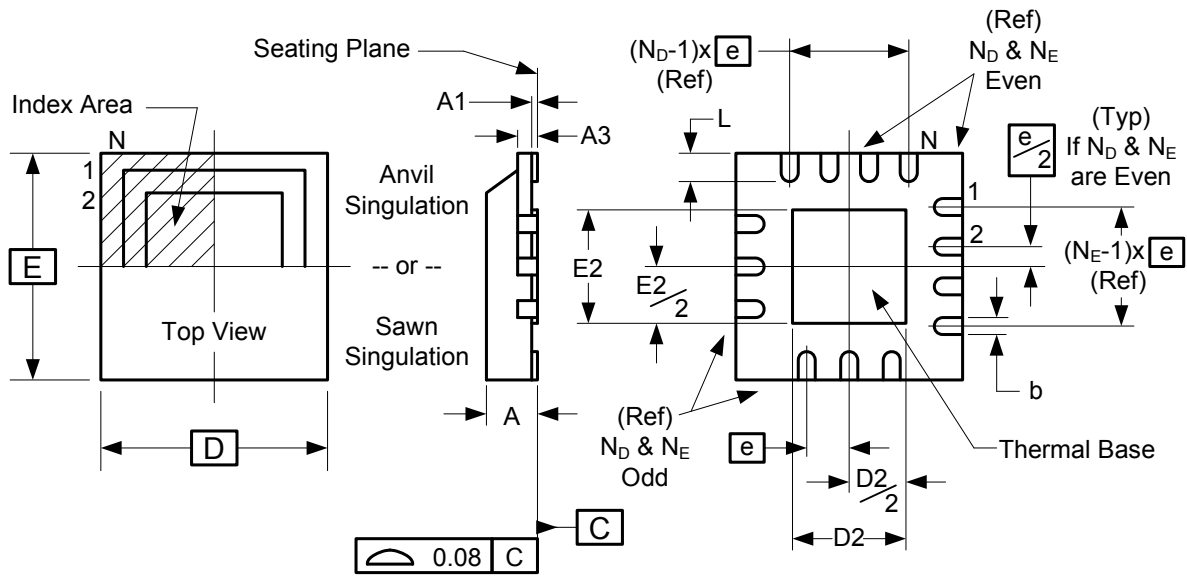 Seating Plane
Index Area
A1
A3
N
1
2
E
Anvil
Singulation
-- or --
Sawn
Singulation
Top View
A
D
C
0.08 C
(N_D-1)x e
(Ref)
(Ref)
N_D & N_E
Even
L
N
e/2
(Typ)
If N_D & N_E
are Even
1
2
(N_E-1)x e
(Ref)
E2
E2/2
b
(Ref)
N_D & N_E
Odd
e
Thermal Base
D2/2
D2